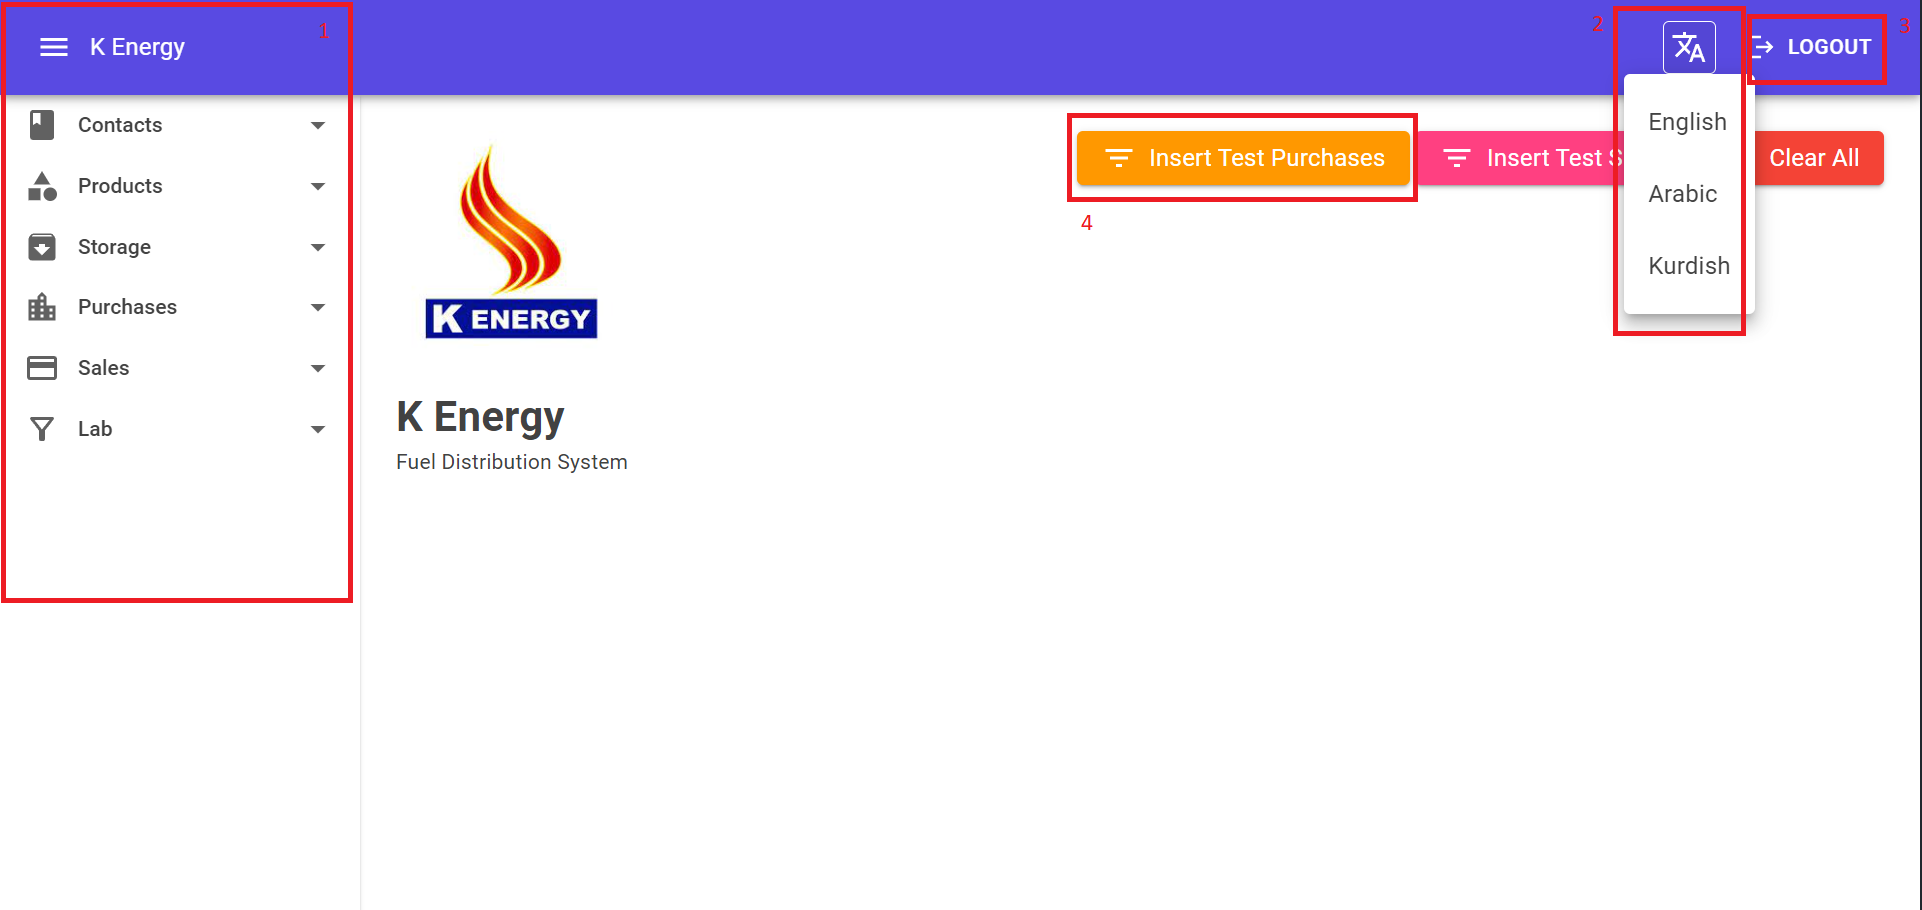 K Energy
1
2
LOGOUT
3
English
Arabic
Kurdish
Contacts
Products
Storage
Purchases
Sales
Lab
Insert Test Purchases
Insert Test
Clear All
4
K ENERGY
K Energy
Fuel Distribution System